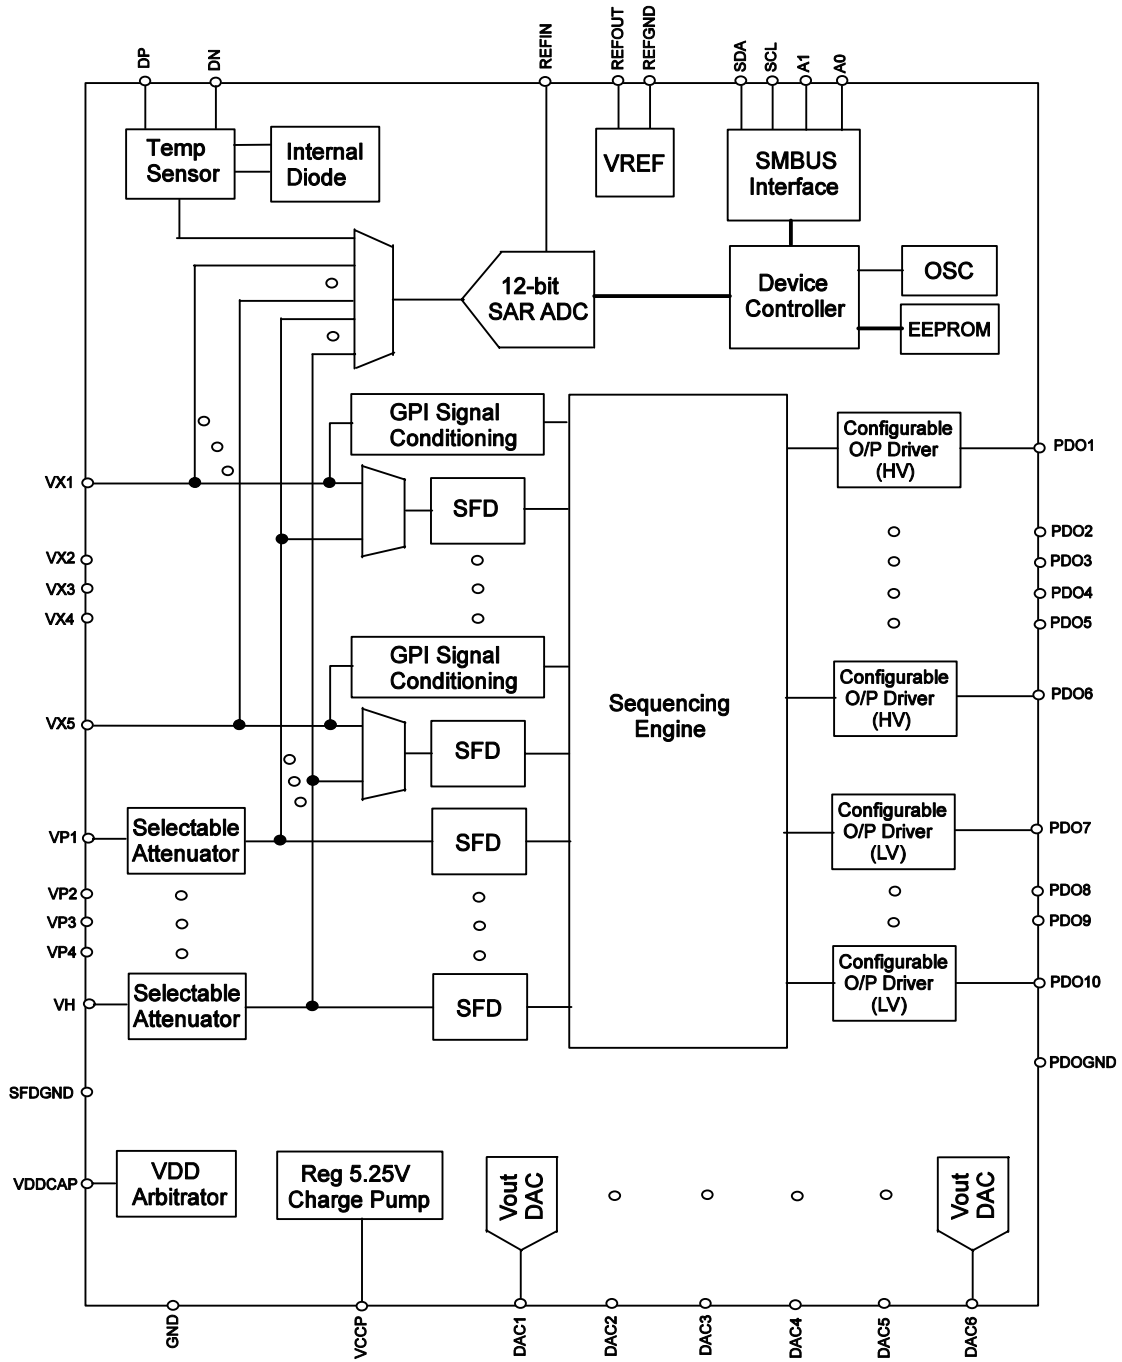 DP
DN
REFIN
REFOUT
REFGND
SDA
SCL
A1
A0
Temp
Sensor
Internal
Diode
VREF
SMBUS
Interface
12-bit
SAR ADC
Device
Controller
OSC
EEPROM
GPI Signal
Conditioning
Configurable
O/P Driver
(HV)
PDO1
VX1
SFD
PDO2
VX2
PDO3
VX3
PDO4
VX4
PDO5
GPI Signal
Conditioning
Sequencing
Engine
Configurable
O/P Driver
(HV)
PDO6
VX5
SFD
VP1
Selectable
Attenuator
SFD
Configurable
O/P Driver
(LV)
PDO7
VP2
PDO8
VP3
PDO9
VP4
VH
Selectable
Attenuator
SFD
Configurable
O/P Driver
(LV)
PDO10
PDOGND
SFDGND
VDDCAP
VDD
Arbitrator
Reg 5.25V
Charge Pump
Vout
DAC
Vout
DAC
GND
VCCP
DAC1
DAC2
DAC3
DAC4
DAC5
DAC6